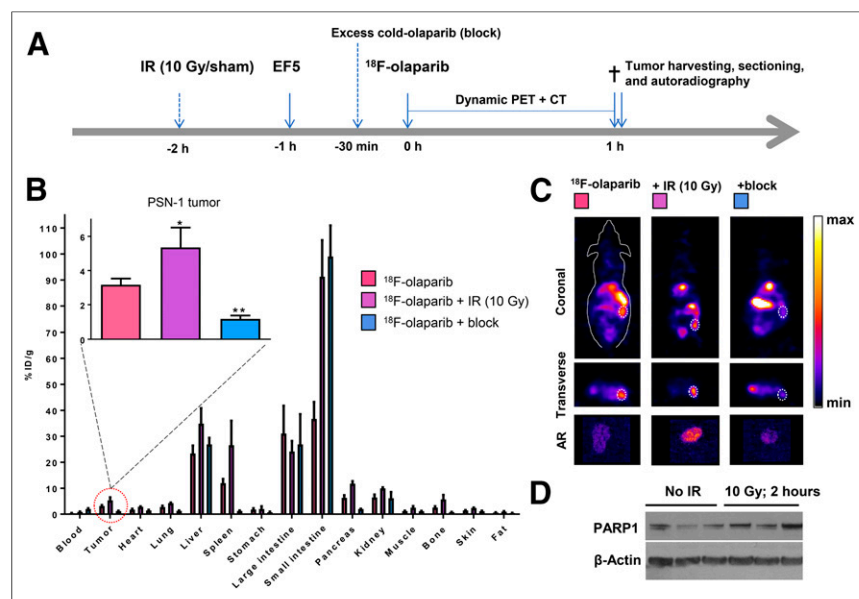 A
Excess cold-olaparib (block)
IR (10 Gy/sham)
EF5
¹⁸F-olaparib
† Tumor harvesting, sectioning,
and autoradiography
Dynamic PET + CT
-2 h
-1 h
-30 min
0 h
1 h
B
PSN-1 tumor
6
4
2
0
*
**
110
100
90
80
70
60
50
40
30
20
10
0
% ID/g
¹⁸F-olaparib
¹⁸F-olaparib + IR (10 Gy)
¹⁸F-olaparib + block
Blood
Tumor
Heart
Lung
Liver
Spleen
Stomach
Large intestine
Small intestine
Pancreas
Kidney
Muscle
Bone
Skin
Fat
C
¹⁸F-olaparib
+ IR (10 Gy)
+block
Coronal
Transverse
AR
max
min
D
No IR
10 Gy; 2 hours
PARP1
β-Actin